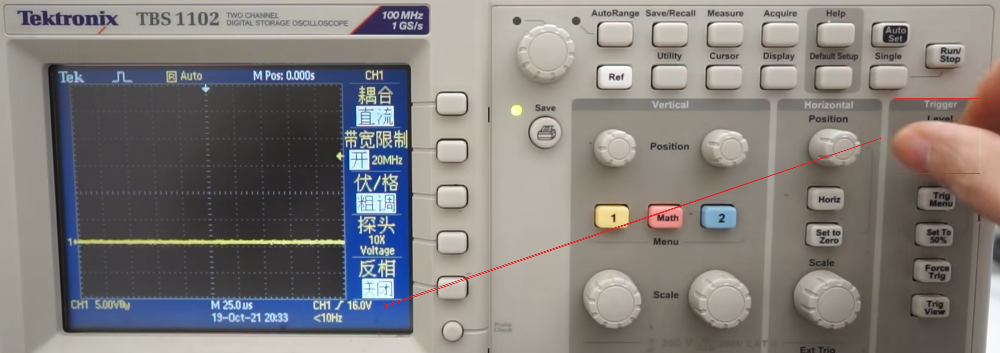 Tektronix TBS 1102 TWO CHANNEL
DIGITAL STORAGE OSCILLOSCOPE
100 MHz
1 GS/s
Tek R Auto M Pos: 0.000s CH1
耦合
直流
带宽限制
开 20MHz
伏/格
粗调
探头
10X
Voltage
反相
关闭
1
CH1 5.00VBW M 25.0µs CH1 16.0V
19-Oct-21 20:33 <10Hz
AutoRange Save/Recall Measure Acquire Help
Auto
Set
Utility Cursor Display Default Setup Single
Run/
Stop
Ref
Save
Vertical Horizontal Trigger
Position Level
Position
1 Math 2
Menu
Horiz
Set to
Zero
Trig
Menu
Set To
50%
Scale
Scale
Force
Trig
Trig
View
Probe
Check
300 V 300V CAT II
Ext Trig